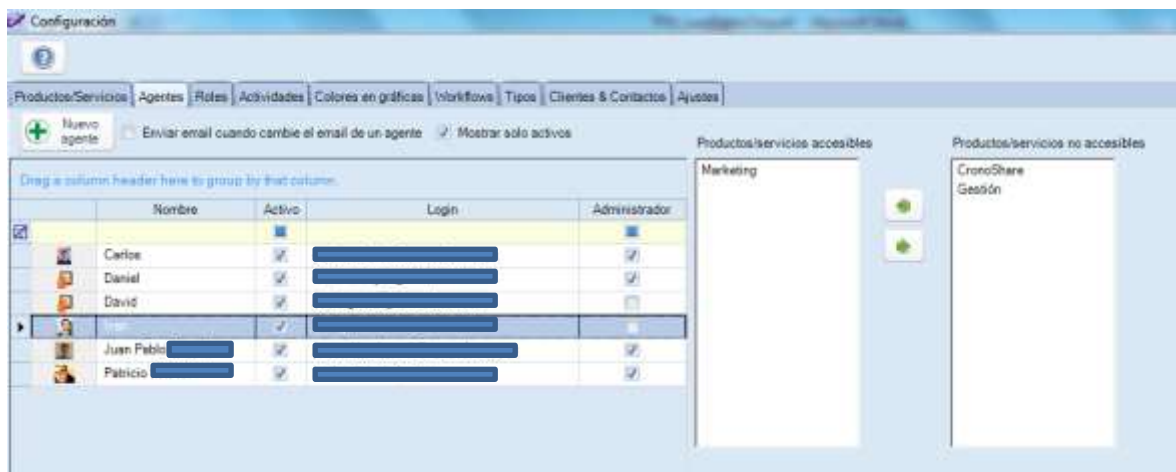 Configuración
Productos/Servicios Agentes Roles Actividades Colores en gráficas Workflows Tipos Clientes & Contactos Ajustes
Nuevo agente
Enviar email cuando cambie el email de un agente
Mostrar solo activos
Productos/servicios accesibles
Productos/servicios no accesibles
Drag a column header here to group by that column.
Nombre Activo Login Administrador
Carlos
Daniel
David
Juan Pablo
Patricio
Marketing
CronoShare
Gestión